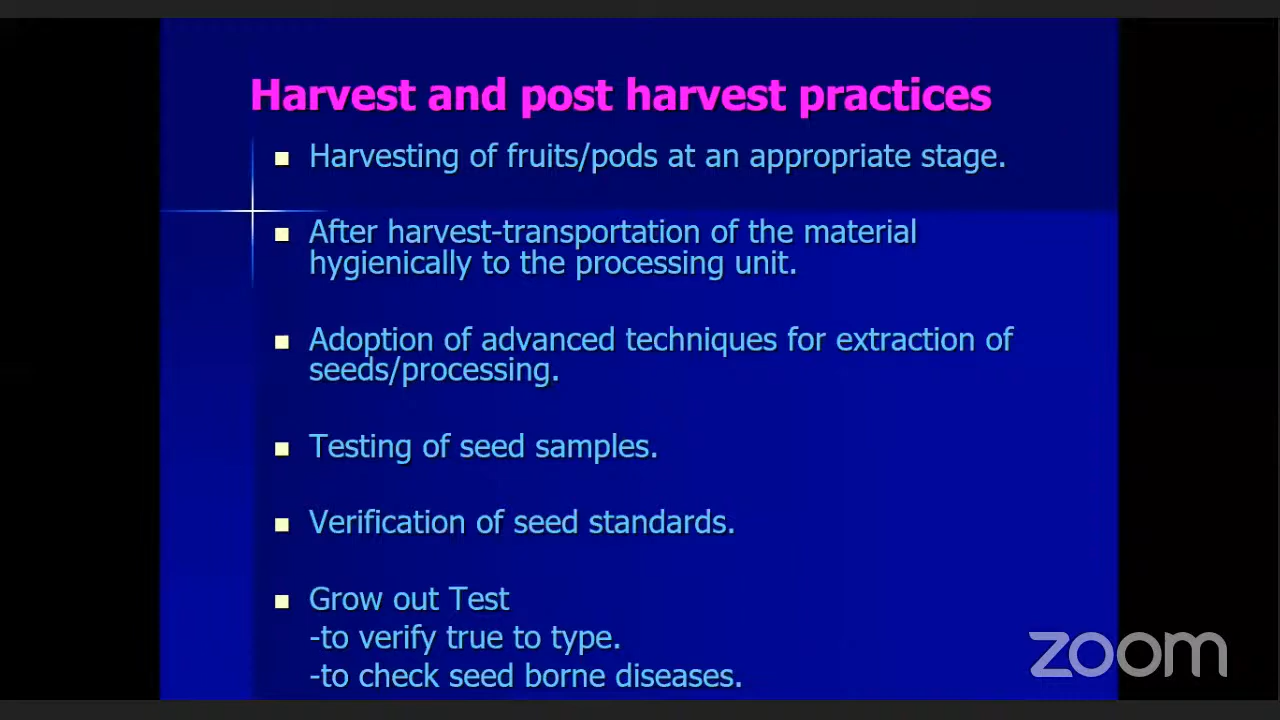 Harvest and post harvest practices
Harvesting of fruits/pods at an appropriate stage.
After harvest-transportation of the material
hygienically to the processing unit.
Adoption of advanced techniques for extraction of
seeds/processing.
Testing of seed samples.
Verification of seed standards.
Grow out Test
-to verify true to type.
-to check seed borne diseases.
zoom